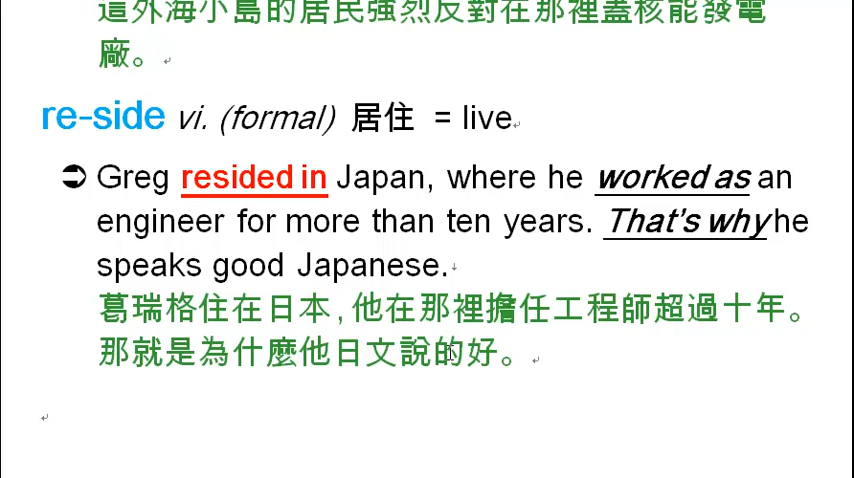 這外海小島的居民強烈反對在那裡蓋核能發電
廠。
re-side vi. (formal) 居住 = live
➲ Greg resided in Japan, where he worked as an
engineer for more than ten years. That's why he
speaks good Japanese.
葛瑞格住在日本,他在那裡擔任工程師超過十年。
那就是為什麼他日文說的好。